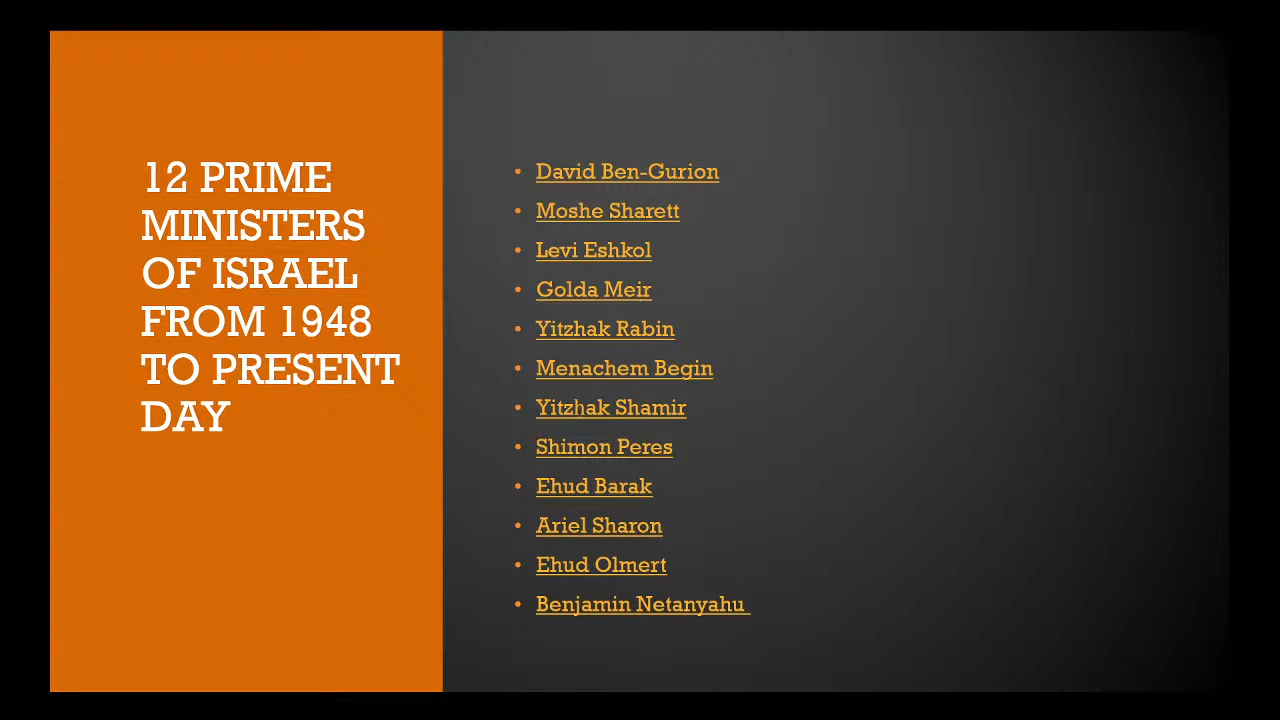 12 PRIME
MINISTERS
OF ISRAEL
FROM 1948
TO PRESENT
DAY
• David Ben-Gurion
• Moshe Sharett
• Levi Eshkol
• Golda Meir
• Yitzhak Rabin
• Menachem Begin
• Yitzhak Shamir
• Shimon Peres
• Ehud Barak
• Ariel Sharon
• Ehud Olmert
• Benjamin Netanyahu